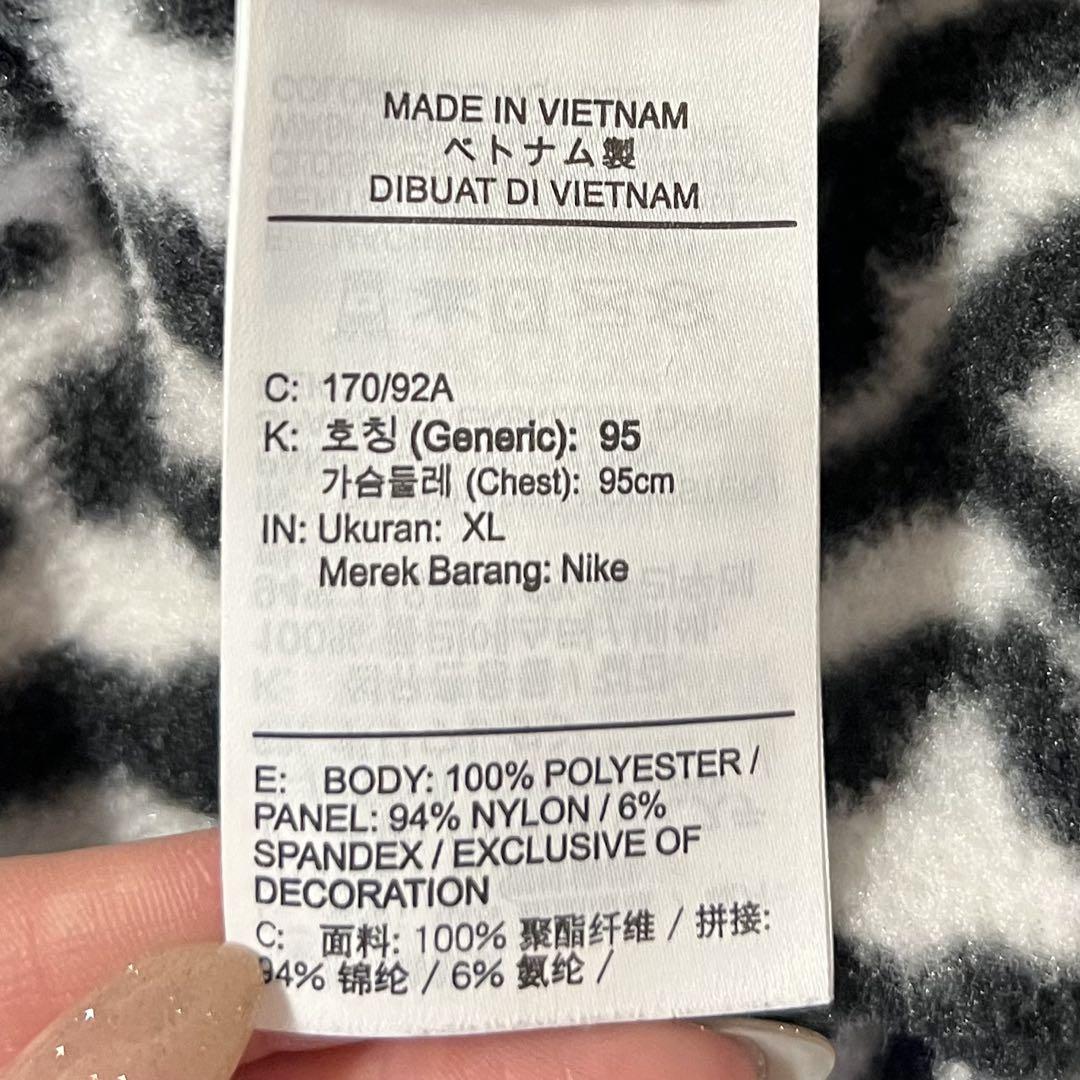 MADE IN VIETNAM
ベトナム製
DIBUAT DI VIETNAM
C: 170/92A
K: 호칭 (Generic): 95
가슴둘레 (Chest): 95cm
IN: Ukuran: XL
Merek Barang: Nike
E: BODY: 100% POLYESTER /
PANEL: 94% NYLON / 6%
SPANDEX / EXCLUSIVE OF
DECORATION
C: 面料: 100% 聚酯纤维 / 拼接:
94% 锦纶 / 6% 氨纶 /